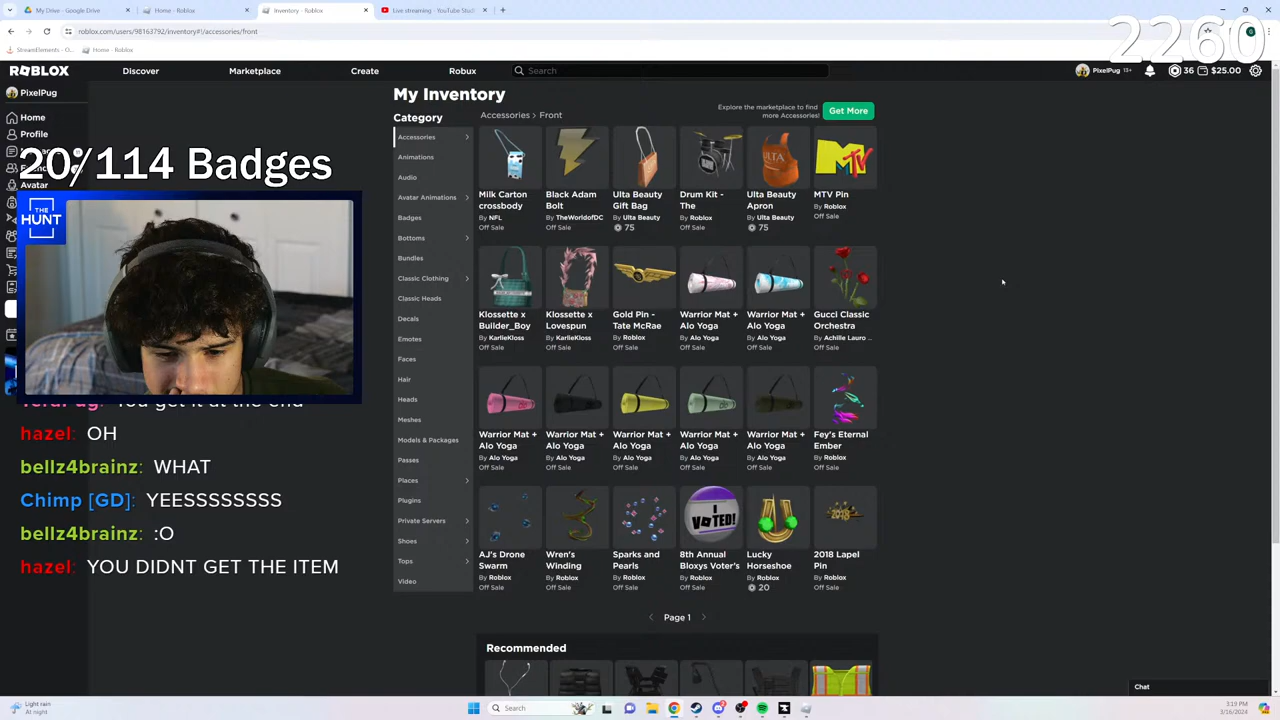 My Drive - Google Drive
Home - Roblox
Inventory - Roblox
Live streaming - YouTube Stud
roblox.com/users/98163792/inventory#!/accessories/front
2260
StreamElements - O...
Home - Roblox
ROBLOX
Discover
Marketplace
Create
Robux
Search
PixelPug 13+
36
$25.00
PixelPug
Home
Profile
Avatar
20/114 Badges
THE
HUNT
You get it at the end
hazel: OH
bellz4brainz: WHAT
Chimp [GD]: YEESSSSSSSS
bellz4brainz: :O
hazel: YOU DIDNT GET THE ITEM
My Inventory
Category
Accessories
Animations
Audio
Avatar Animations
Badges
Bottoms
Bundles
Classic Clothing
Classic Heads
Decals
Emotes
Faces
Hair
Heads
Meshes
Models & Packages
Passes
Places
Plugins
Private Servers
Shoes
Tops
Video
Accessories > Front
Explore the marketplace to find
more Accessories!
Get More
Milk Carton
crossbody
By NFL
Off Sale
Black Adam
Bolt
By TheWorldofDC
Off Sale
Ulta Beauty
Gift Bag
By Ulta Beauty
75
Drum Kit -
The
By Roblox
Off Sale
ULTA
Ulta Beauty
Apron
By Ulta Beauty
75
MTV
MTV Pin
By Roblox
Off Sale
Klossette x
Builder_Boy
By KarlieKloss
Off Sale
Klossette x
Lovespun
By KarlieKloss
Off Sale
Gold Pin -
Tate McRae
By Roblox
Off Sale
Warrior Mat +
Alo Yoga
By Alo Yoga
Off Sale
Warrior Mat +
Alo Yoga
By Alo Yoga
Off Sale
Gucci Classic
Orchestra
By Achille Lauro ...
Off Sale
Warrior Mat +
Alo Yoga
By Alo Yoga
Off Sale
Warrior Mat +
Alo Yoga
By Alo Yoga
Off Sale
Warrior Mat +
Alo Yoga
By Alo Yoga
Off Sale
Warrior Mat +
Alo Yoga
By Alo Yoga
Off Sale
Warrior Mat +
Alo Yoga
By Alo Yoga
Off Sale
Fey's Eternal
Ember
By Roblox
Off Sale
AJ's Drone
Swarm
By Roblox
Off Sale
Wren's
Winding
By Roblox
Off Sale
Sparks and
Pearls
By Roblox
Off Sale
I
VOTED!
8th Annual
Bloxys Voter's
By Roblox
Off Sale
Lucky
Horseshoe
By Roblox
20
2018
2018 Lapel
Pin
By Roblox
Off Sale
Page 1
Recommended
Chat
Light rain
At night
Search
3:19 PM
3/16/2024